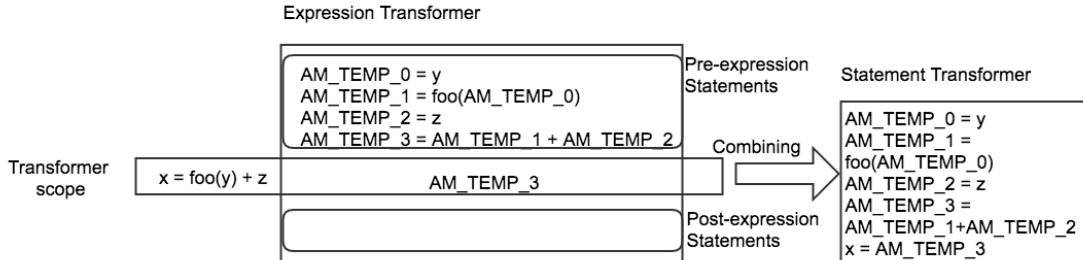 Expression Transformer
AM_TEMP_0 = y
AM_TEMP_1 = foo(AM_TEMP_0)
AM_TEMP_2 = z
AM_TEMP_3 = AM_TEMP_1 + AM_TEMP_2
Pre-expression
Statements
Transformer
scope
x = foo(y) + z
AM_TEMP_3
Post-expression
Statements
Combining
Statement Transformer
AM_TEMP_0 = y
AM_TEMP_1 =
foo(AM_TEMP_0)
AM_TEMP_2 = z
AM_TEMP_3 =
AM_TEMP_1+AM_TEMP_2
x = AM_TEMP_3